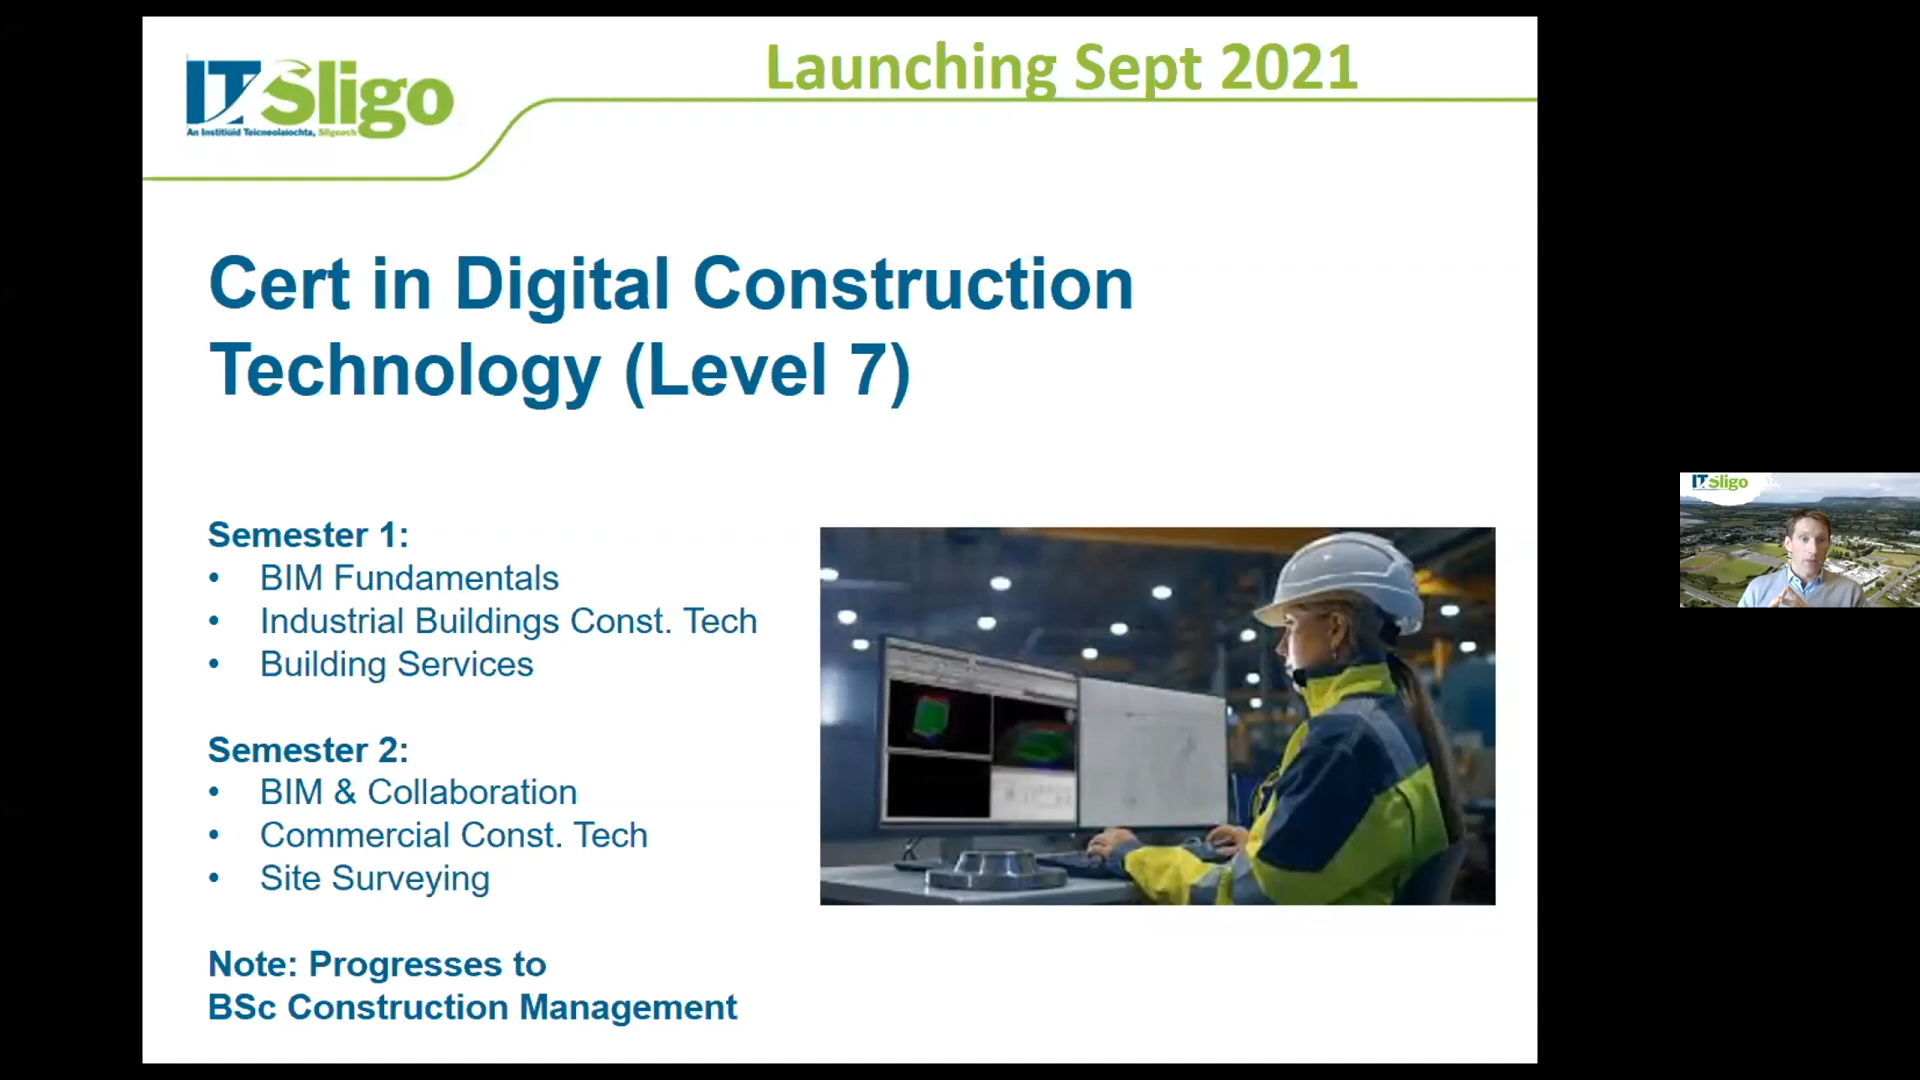 Launching Sept 2021
IT Sligo
An Institiúid Teicneolaíochta, Sligeach
Cert in Digital Construction
Technology (Level 7)
Semester 1:
• BIM Fundamentals
• Industrial Buildings Const. Tech
• Building Services
Semester 2:
• BIM & Collaboration
• Commercial Const. Tech
• Site Surveying
Note: Progresses to
BSc Construction Management
IT Sligo